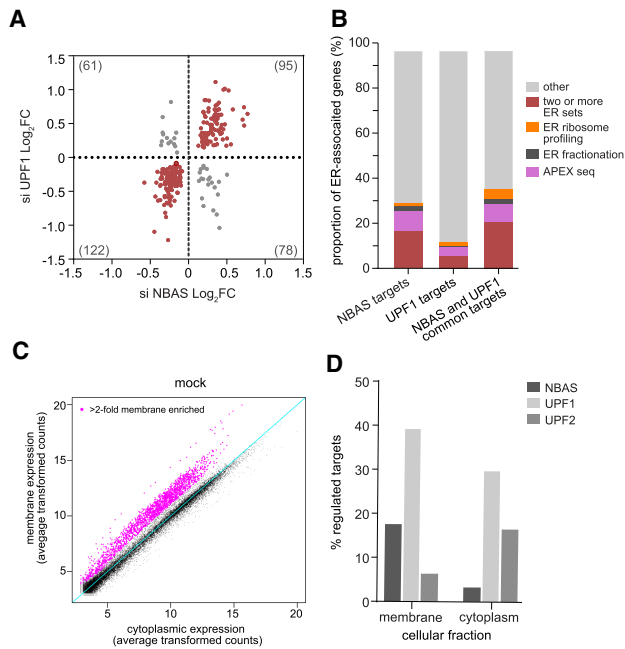 A
1.5
1.0
0.5
0
-0.5
-1.0
-1.5
(61)
(95)
(122)
(78)
-1.5
-1.0
-0.5
0
0.5
1.0
1.5
si UPF1 Log2FC
si NBAS Log2FC
B
100
80
60
40
20
0
proportion of ER-assocaited genes (%)
NBAS targets
UPF1 targets
NBAS and UPF1
common targets
other
two or more
ER sets
ER ribosome
profiling
ER fractionation
APEX seq
C
mock
>2-fold membrane enriched
20
15
10
5
5
10
15
20
membrane expression
(avegage transformed counts)
cytoplasmic expression
(average transformed counts)
D
50
40
30
20
10
0
% regulated targets
membrane
cytoplasm
cellular fraction
NBAS
UPF1
UPF2